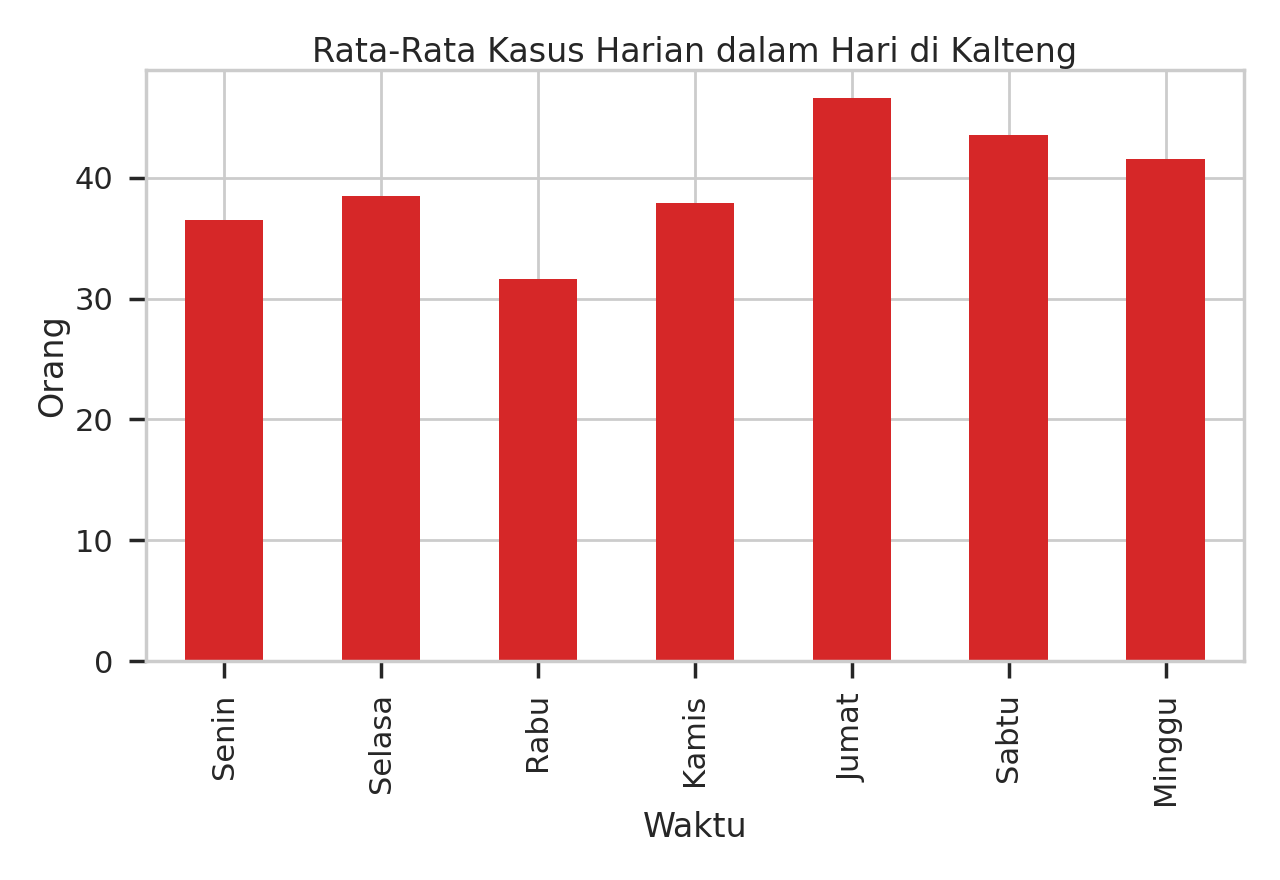 Rata-Rata Kasus Harian dalam Hari di Kalteng
Orang
40
30
20
10
0
Senin
Selasa
Rabu
Kamis
Jumat
Sabtu
Minggu
Waktu